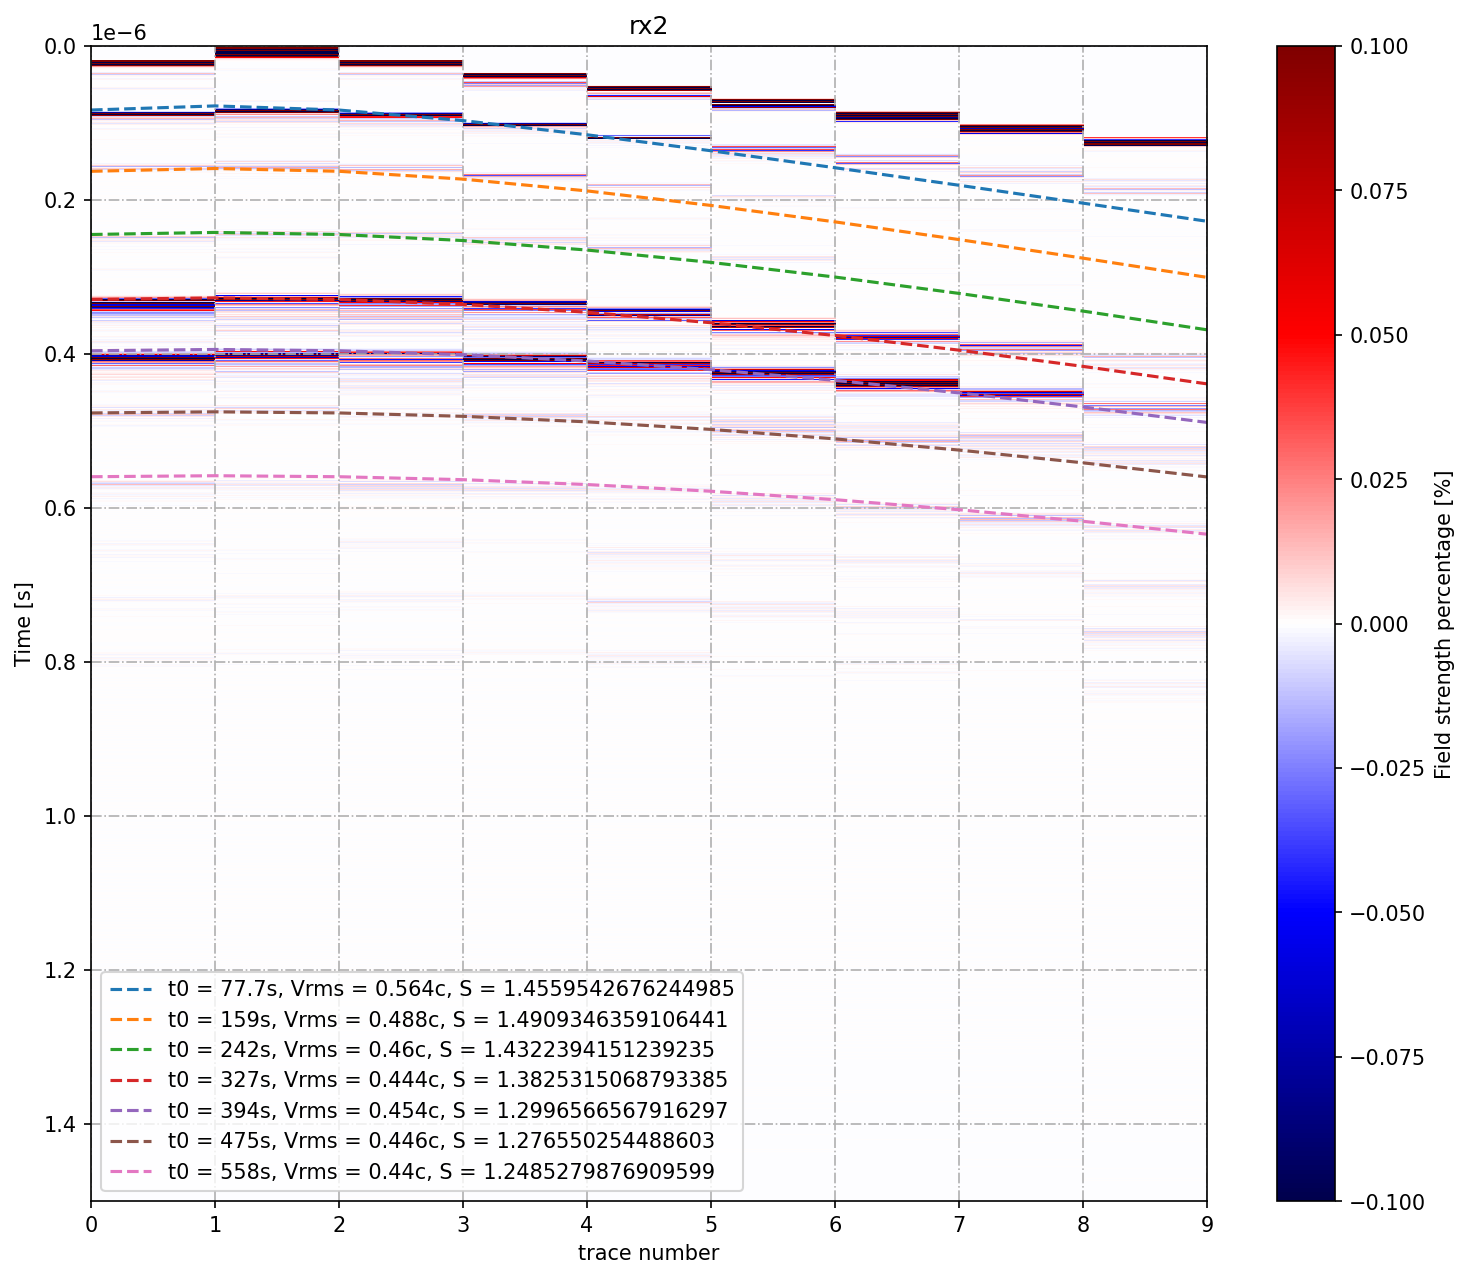 rx2
1e−6
0.0
0.2
0.4
0.6
0.8
1.0
1.2
1.4
Time [s]
t0 = 77.7s, Vrms = 0.564c, S = 1.4559542676244985
t0 = 159s, Vrms = 0.488c, S = 1.4909346359106441
t0 = 242s, Vrms = 0.46c, S = 1.4322394151239235
t0 = 327s, Vrms = 0.444c, S = 1.3825315068793385
t0 = 394s, Vrms = 0.454c, S = 1.2996566567916297
t0 = 475s, Vrms = 0.446c, S = 1.276550254488603
t0 = 558s, Vrms = 0.44c, S = 1.2485279876909599
0 1 2 3 4 5 6 7 8 9
trace number
0.100
0.075
0.050
0.025
0.000
−0.025
−0.050
−0.075
−0.100
Field strength percentage [%]